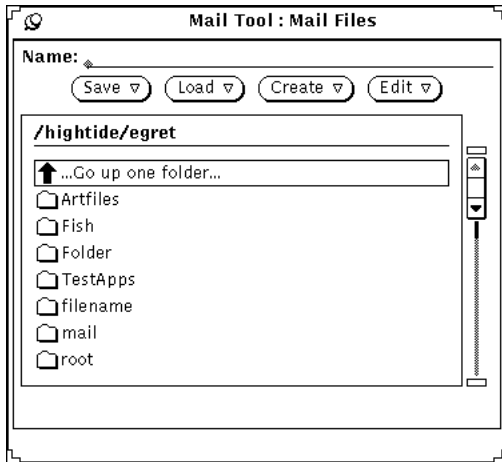 Mail Tool : Mail Files
Name:
Save Load Create Edit
/hightide/egret
...Go up one folder...
Artfiles
Fish
Folder
TestApps
filename
mail
root